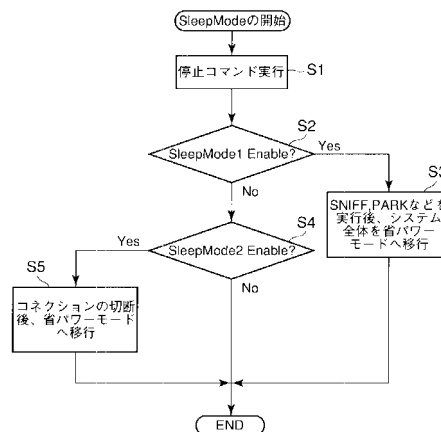 SleepModeの開始
停止コマンド実行
S1
S2
SleepMode1 Enable?
Yes
No
S3
SNIFF,PARKなどを
実行後、システム
全体を省パワー
モードへ移行
S4
SleepMode2 Enable?
Yes
No
S5
コネクションの切断
後、省パワーモード
へ移行
END